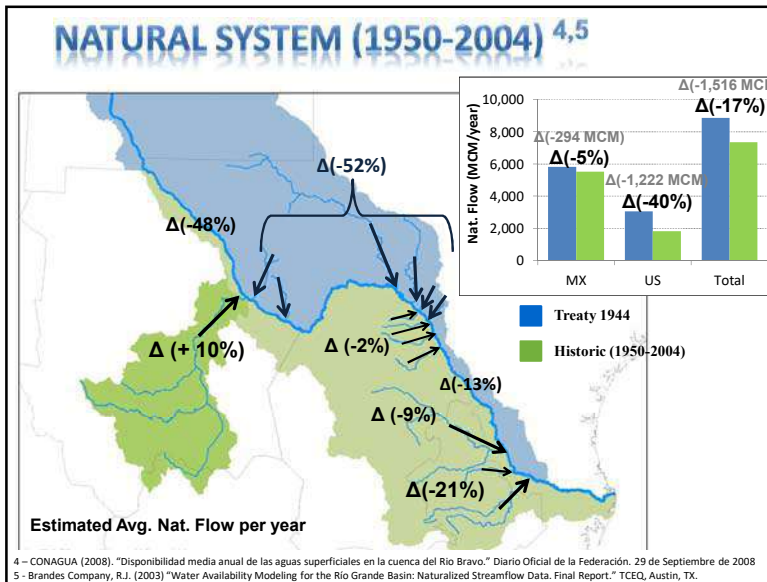 NATURAL SYSTEM (1950-2004) 4,5
Δ(-1,516 MCM)
10,000
Δ(-17%)
8,000
Δ(-294 MCM)
Δ(-5%)
6,000
Δ(-1,222 MCM)
Δ(-40%)
4,000
2,000
0
Nat. Flow (MCM/year)
MX US Total
Treaty 1944
Historic (1950-2004)
Δ(-52%)
Δ(-48%)
Δ (+ 10%)
Δ (-2%)
Δ(-13%)
Δ (-9%)
Δ(-21%)
Estimated Avg. Nat. Flow per year
4 – CONAGUA (2008). "Disponibilidad media anual de las aguas superficiales en la cuenca del Rio Bravo." Diario Oficial de la Federación. 29 de Septiembre de 2008
5 - Brandes Company, R.J. (2003) "Water Availability Modeling for the Río Grande Basin: Naturalized Streamflow Data. Final Report." TCEQ, Austin, TX.